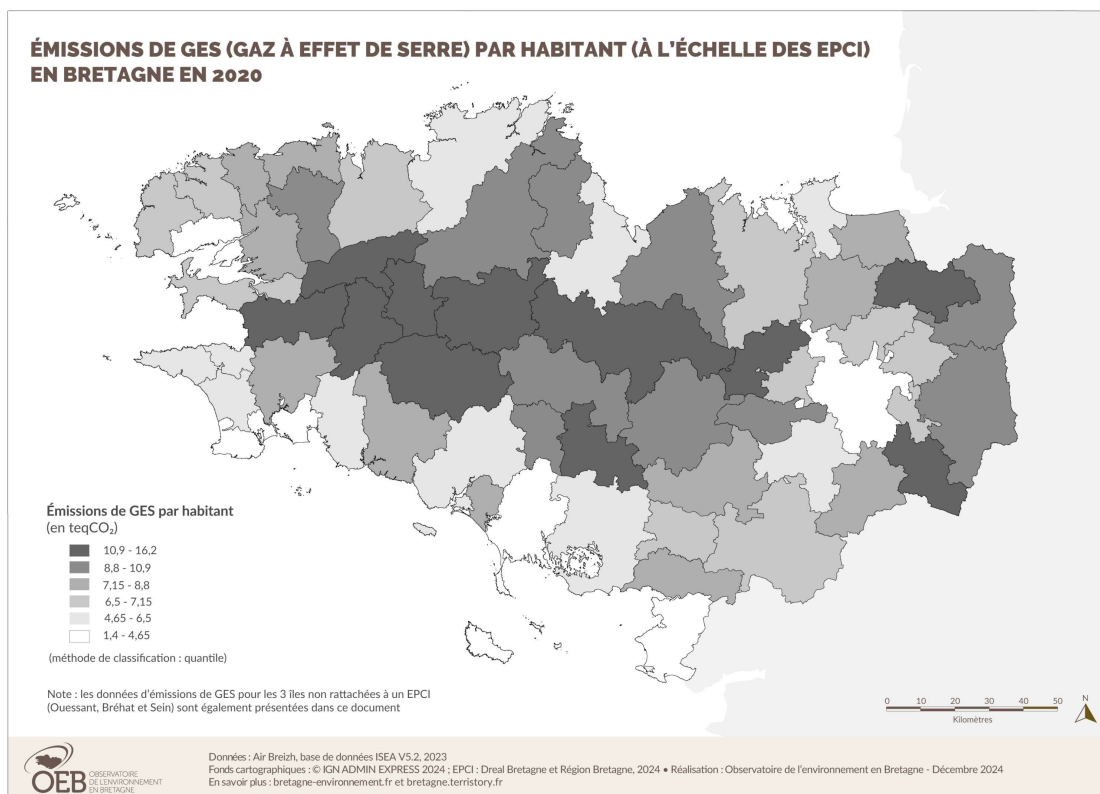 ÉMISSIONS DE GES (GAZ À EFFET DE SERRE) PAR HABITANT (À L'ÉCHELLE DES EPCI)
EN BRETAGNE EN 2020
Émissions de GES par habitant
(en teqCO₂)
10,9 - 16,2
8,8 - 10,9
7,15 - 8,8
6,5 - 7,15
4,65 - 6,5
1,4 - 4,65
(méthode de classification : quantile)
Note : les données d'émissions de GES pour les 3 îles non rattachées à un EPCI
(Ouessant, Bréhat et Sein) sont également présentées dans ce document
0 10 20 30 40 50
Kilomètres
N
OEB
OBSERVATOIRE
DE L'ENVIRONNEMENT
EN BRETAGNE
Données : Air Breizh, base de données ISEA V5.2, 2023
Fonds cartographiques : © IGN ADMIN EXPRESS 2024 ; EPCI : Dreal Bretagne et Région Bretagne, 2024 • Réalisation : Observatoire de l'environnement en Bretagne - Décembre 2024
En savoir plus : bretagne-environnement.fr et bretagne.terristory.fr